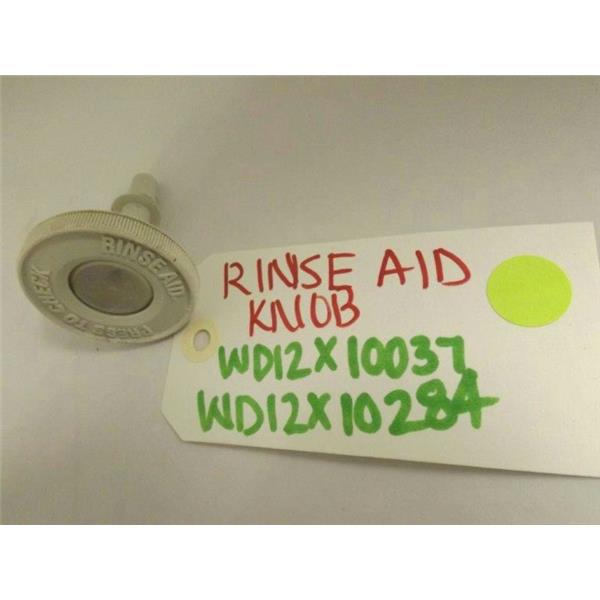 RINSE AID
PRESS TO CHECK
RINSE AID
KNOB
WD12X10037
WD12X10284